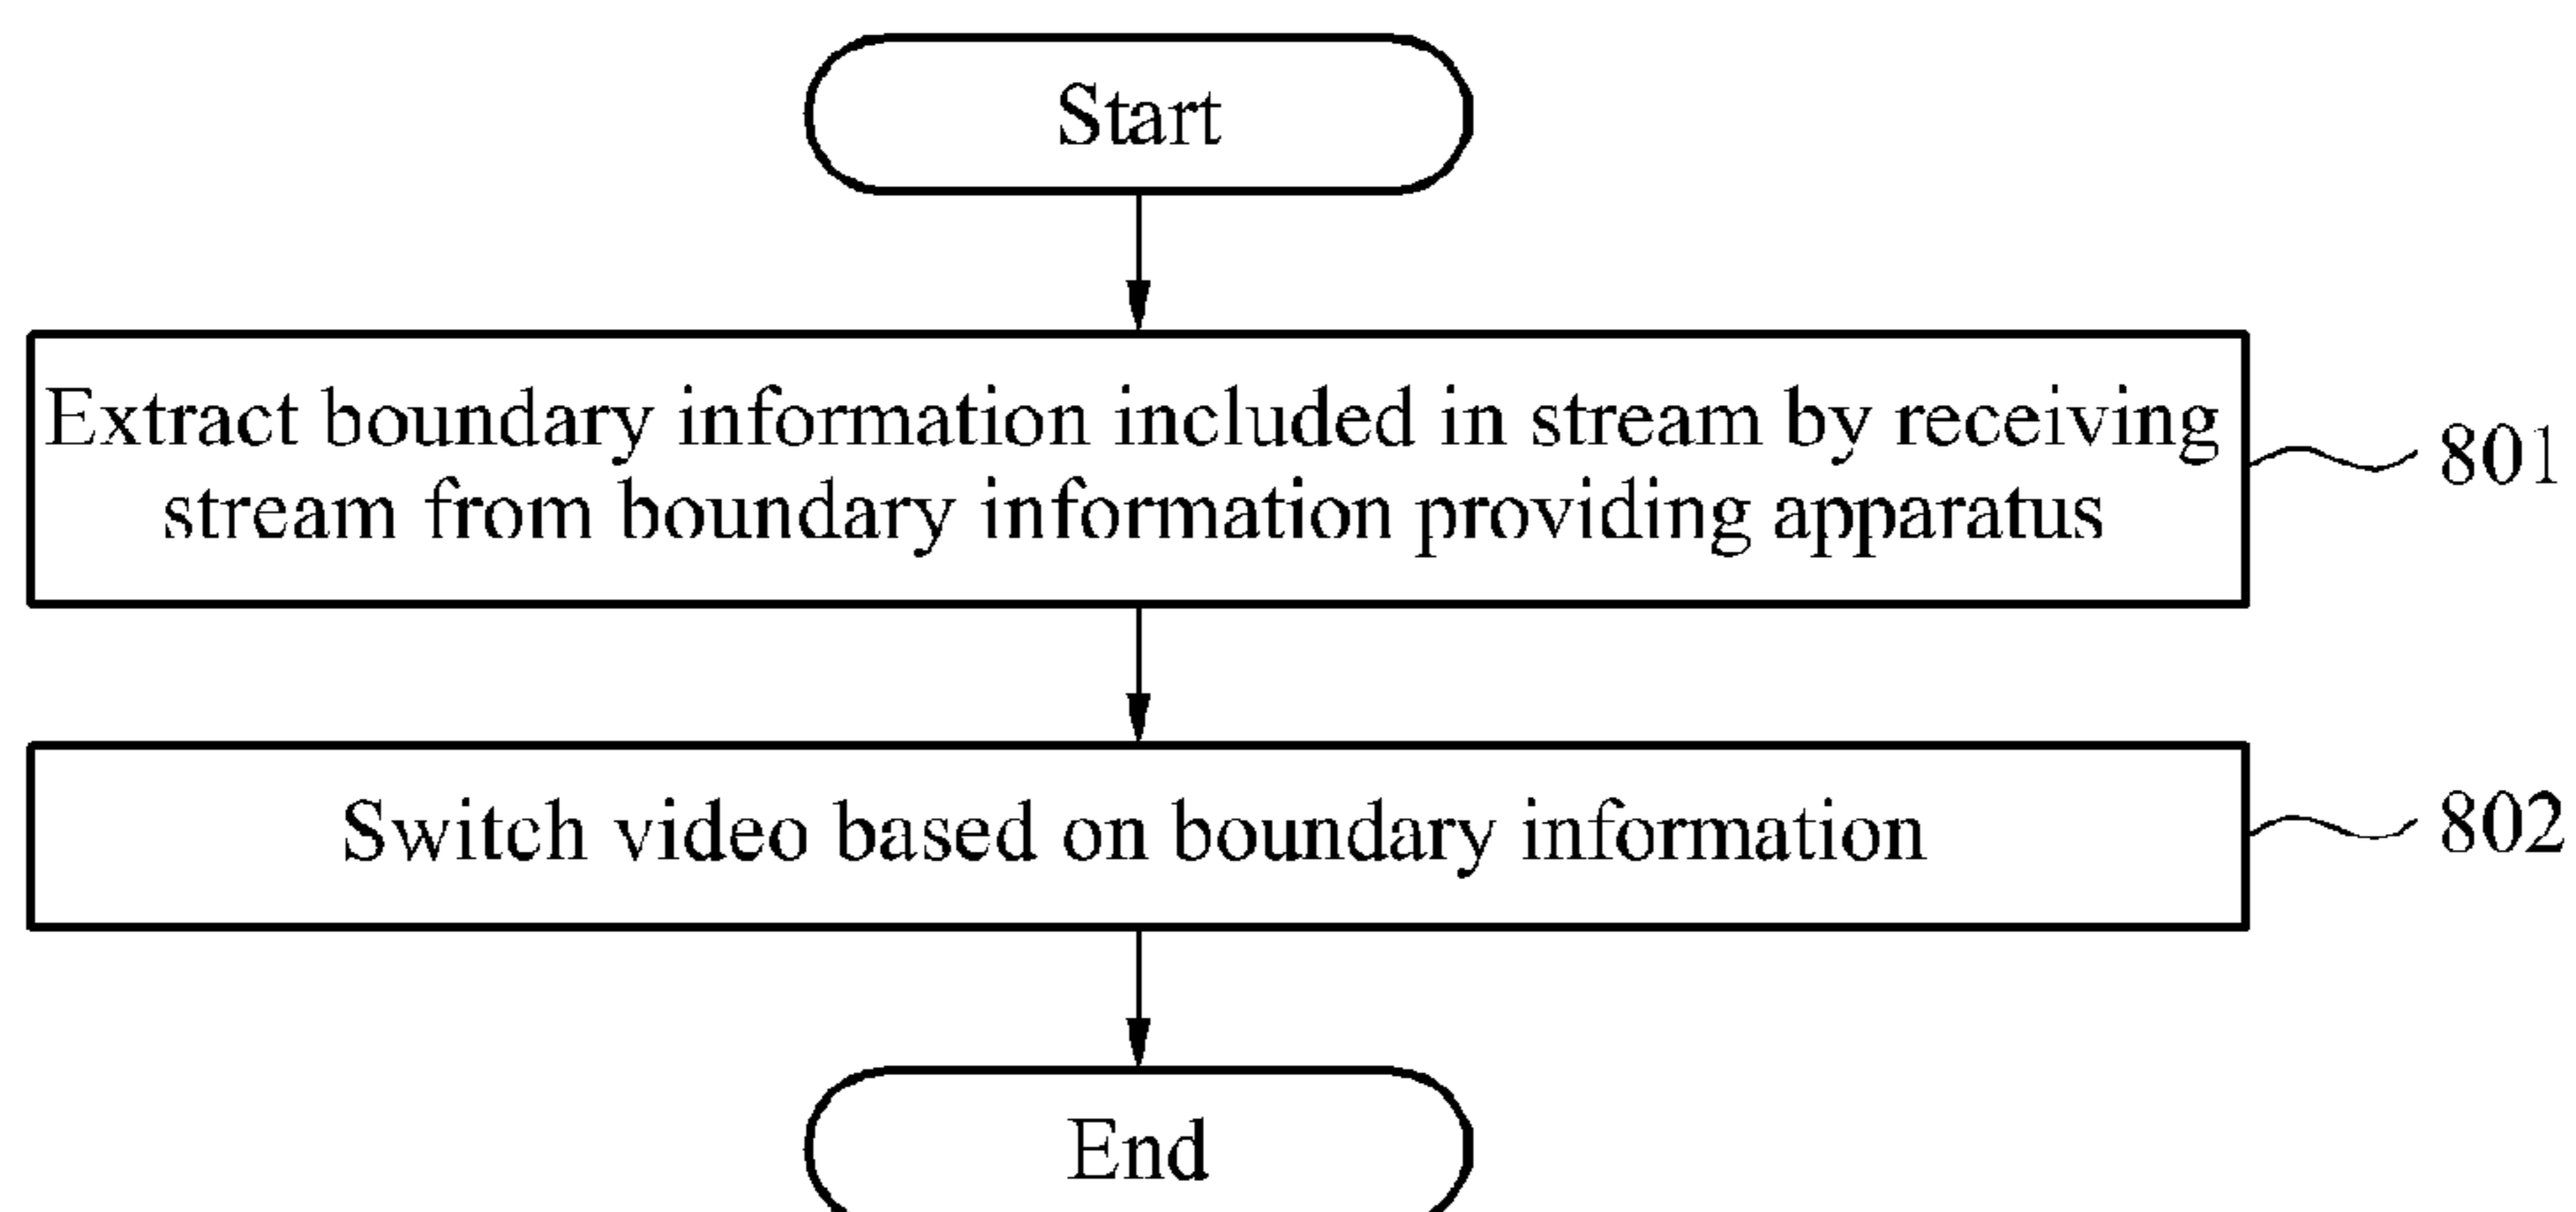 Start
Extract boundary information included in stream by receiving
stream from boundary information providing apparatus
801
Switch video based on boundary information
802
End